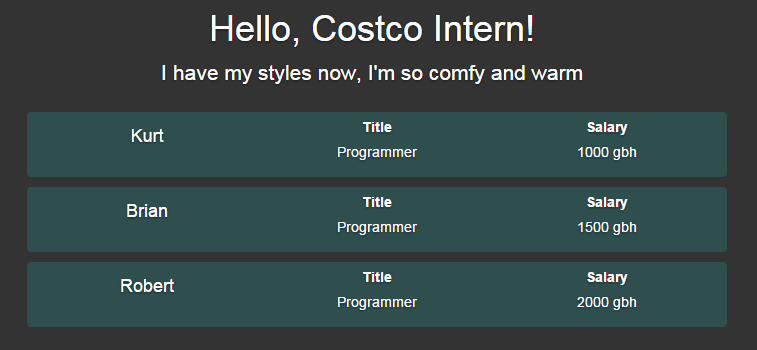 Hello, Costco Intern!
I have my styles now, I'm so comfy and warm
Kurt
Title
Salary
Programmer
1000 gbh
Brian
Title
Salary
Programmer
1500 gbh
Robert
Title
Salary
Programmer
2000 gbh